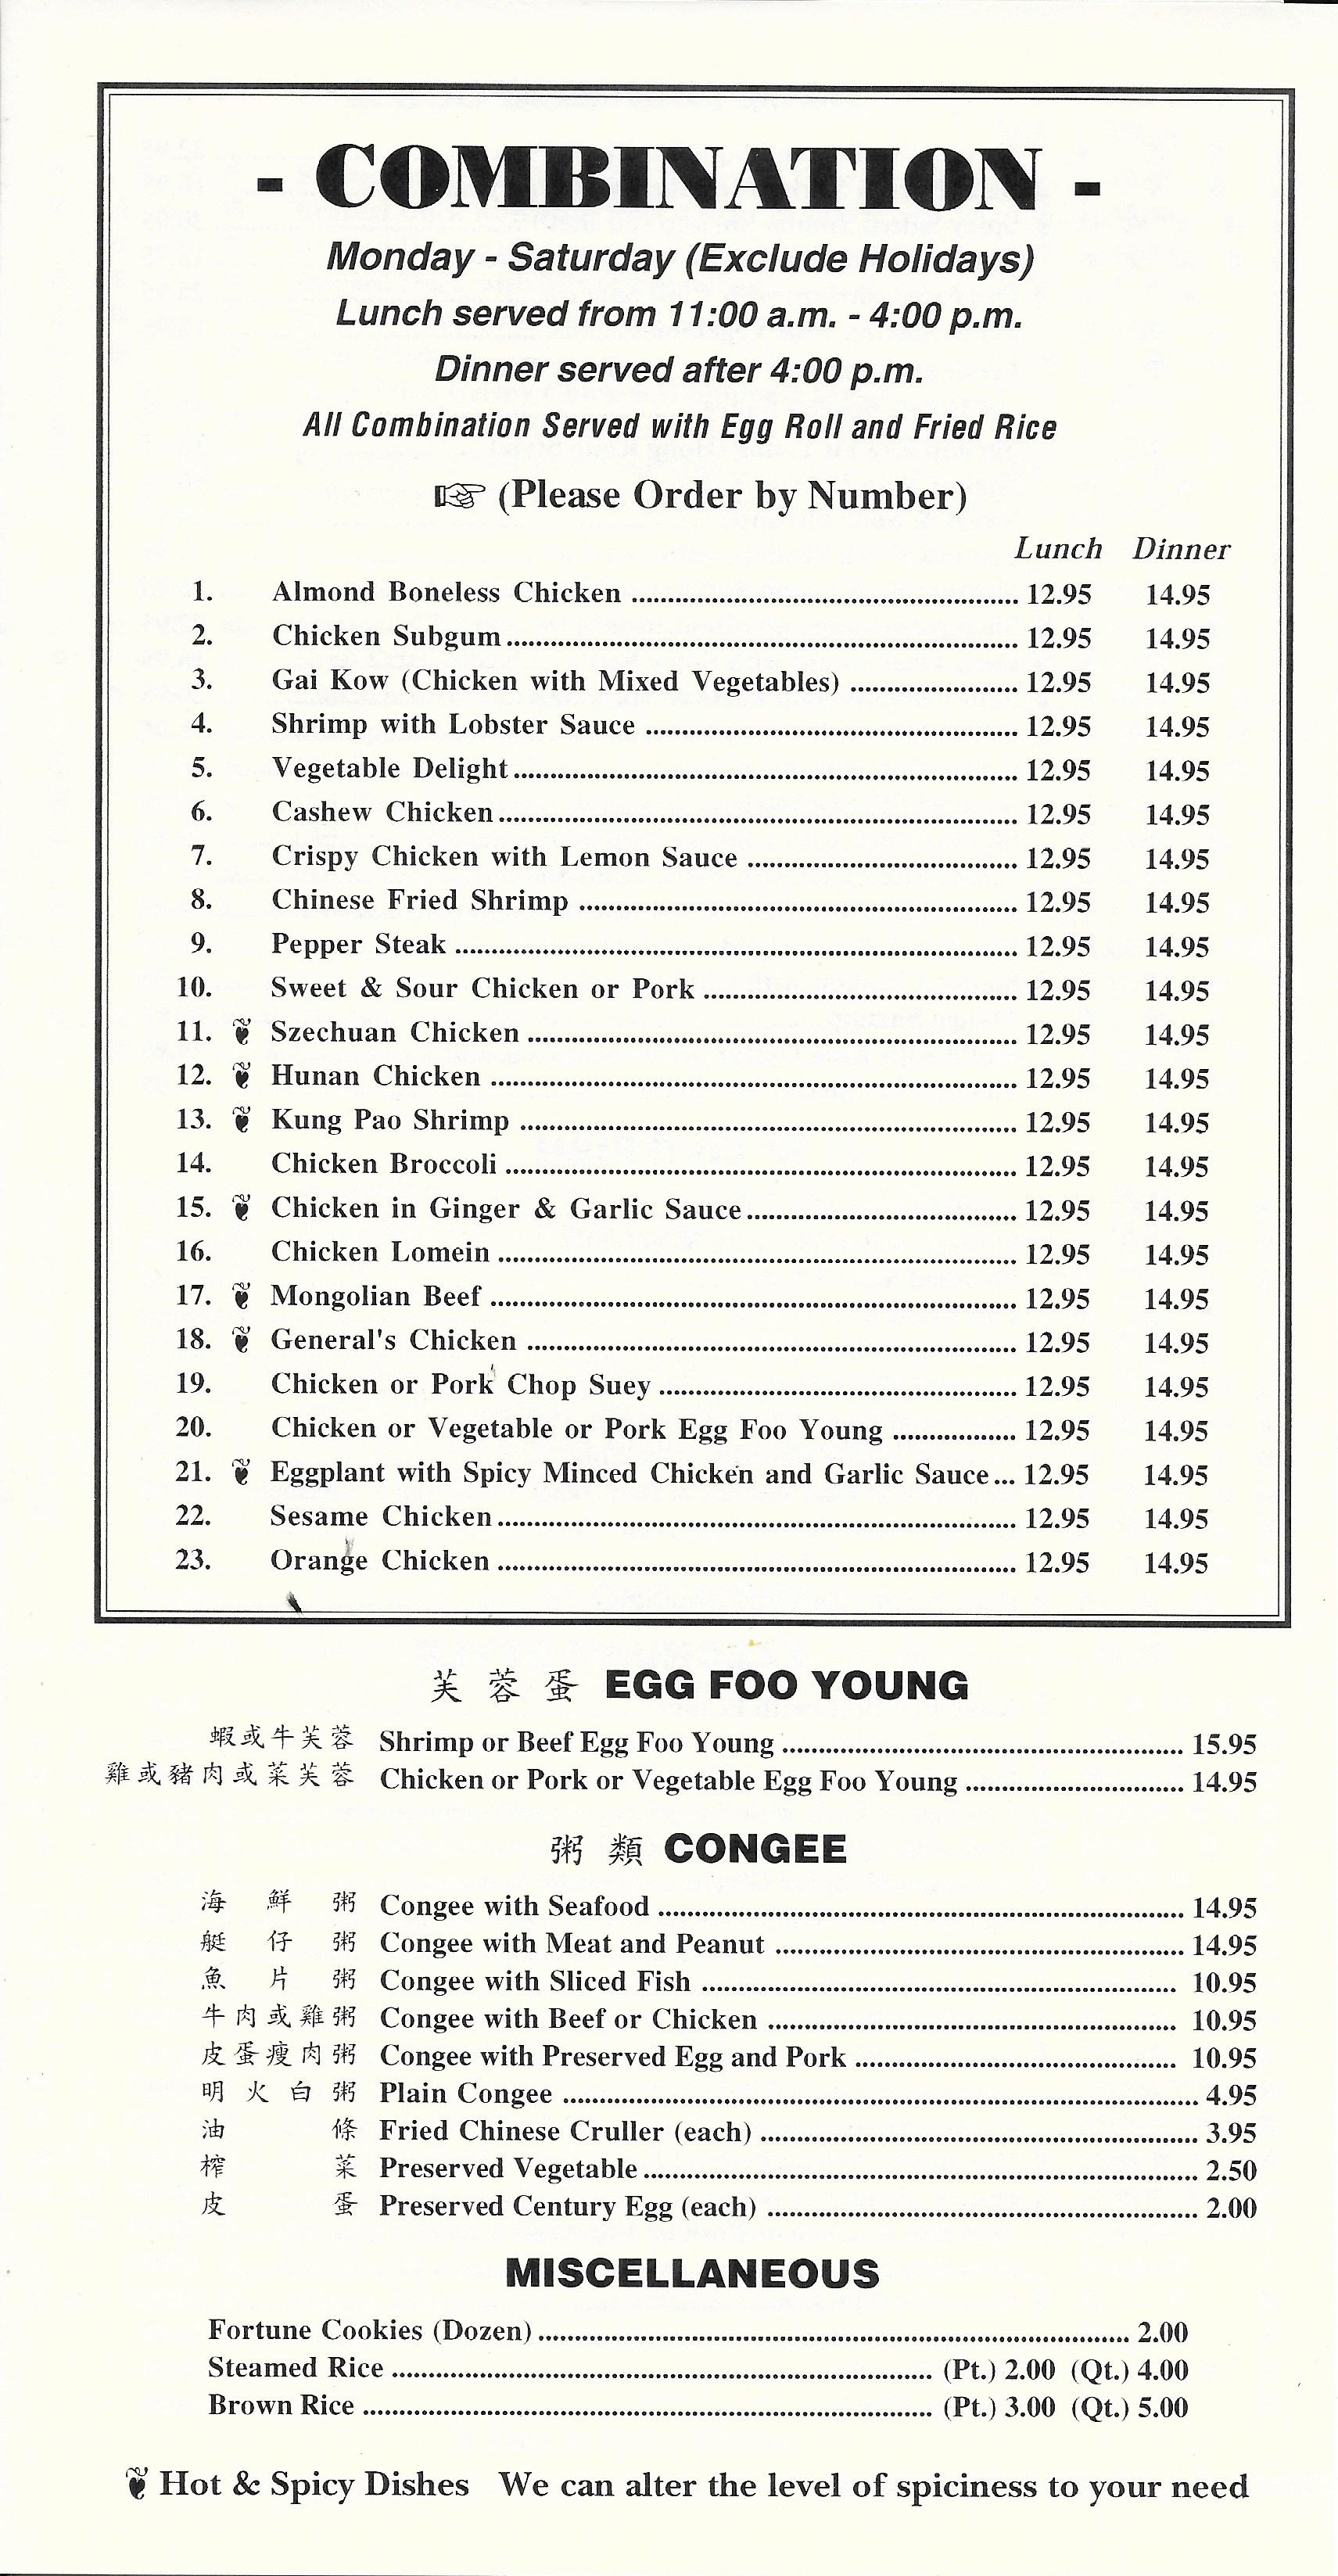 - COMBINATION -
Monday - Saturday (Exclude Holidays)
Lunch served from 11:00 a.m. - 4:00 p.m.
Dinner served after 4:00 p.m.
All Combination Served with Egg Roll and Fried Rice
☞ (Please Order by Number)
Lunch Dinner
1. Almond Boneless Chicken 12.95 14.95
2. Chicken Subgum 12.95 14.95
3. Gai Kow (Chicken with Mixed Vegetables) 12.95 14.95
4. Shrimp with Lobster Sauce 12.95 14.95
5. Vegetable Delight 12.95 14.95
6. Cashew Chicken 12.95 14.95
7. Crispy Chicken with Lemon Sauce 12.95 14.95
8. Chinese Fried Shrimp 12.95 14.95
9. Pepper Steak 12.95 14.95
10. Sweet & Sour Chicken or Pork 12.95 14.95
11. ❦ Szechuan Chicken 12.95 14.95
12. ❦ Hunan Chicken 12.95 14.95
13. ❦ Kung Pao Shrimp 12.95 14.95
14. Chicken Broccoli 12.95 14.95
15. ❦ Chicken in Ginger & Garlic Sauce 12.95 14.95
16. Chicken Lomein 12.95 14.95
17. ❦ Mongolian Beef 12.95 14.95
18. ❦ General's Chicken 12.95 14.95
19. Chicken or Pork Chop Suey 12.95 14.95
20. Chicken or Vegetable or Pork Egg Foo Young 12.95 14.95
21. ❦ Eggplant with Spicy Minced Chicken and Garlic Sauce 12.95 14.95
22. Sesame Chicken 12.95 14.95
23. Orange Chicken 12.95 14.95
芙蓉蛋 EGG FOO YOUNG
蝦或牛芙蓉 Shrimp or Beef Egg Foo Young 15.95
雞或豬肉或菜芙蓉 Chicken or Pork or Vegetable Egg Foo Young 14.95
粥類 CONGEE
海鮮粥 Congee with Seafood 14.95
艇仔粥 Congee with Meat and Peanut 14.95
魚片粥 Congee with Sliced Fish 10.95
牛肉或雞粥 Congee with Beef or Chicken 10.95
皮蛋瘦肉粥 Congee with Preserved Egg and Pork 10.95
明火白粥 Plain Congee 4.95
油條 Fried Chinese Cruller (each) 3.95
榨菜 Preserved Vegetable 2.50
皮蛋 Preserved Century Egg (each) 2.00
MISCELLANEOUS
Fortune Cookies (Dozen) 2.00
Steamed Rice (Pt.) 2.00 (Qt.) 4.00
Brown Rice (Pt.) 3.00 (Qt.) 5.00
❦ Hot & Spicy Dishes We can alter the level of spiciness to your need